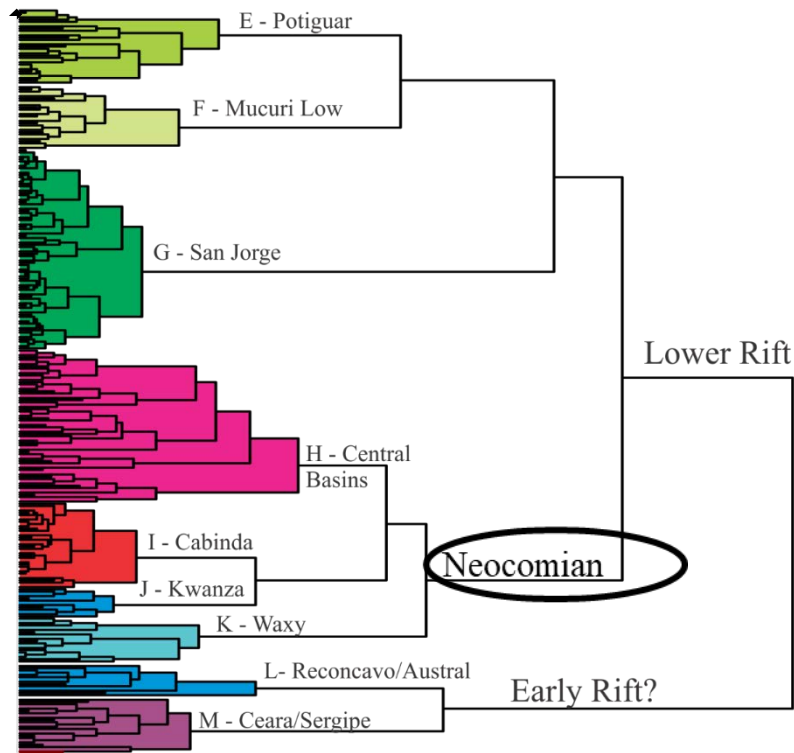 E - Potiguar
F - Mucuri Low
G - San Jorge
Lower Rift
H - Central
Basins
I - Cabinda
Neocomian
J - Kwanza
K - Waxy
L- Reconcavo/Austral
Early Rift?
M - Ceara/Sergipe